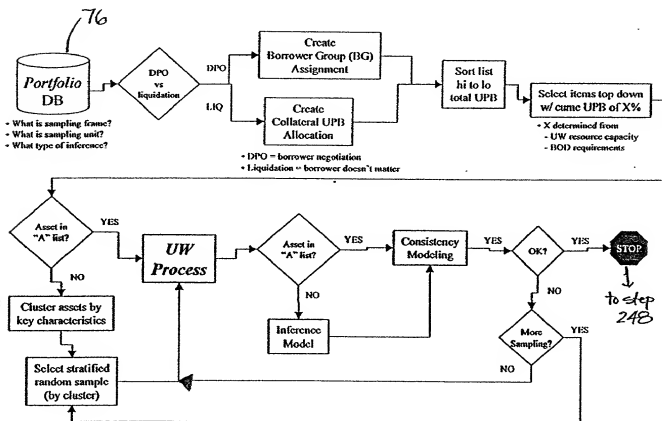 76
Portfolio
DB
DPO
vs
liquidation
DPO
LIQ
Create
Borrower Group (BG)
Assignment
Create
Collateral UPB
Allocation
Sort list
hi to lo
total UPB
Select items top down
w/ cume UPB of X%
+ What is sampling frame?
+ What is sampling unit?
What type of inference?
+ DPO = borrower negotiation
+ Liquidation = borrower doesn't matter
+ X determined from
- UW resource capacity
- BOD requirements
Asset in
"A" list?
YES
NO
UW
Process
Asset in
"A" list?
YES
NO
Consistency
Modeling
YES
OK?
YES
STOP
NO
to step
248
Cluster assets by
key characteristics
Inference
Model
More
Sampling?
YES
NO
Select stratified
random sample
(by cluster)